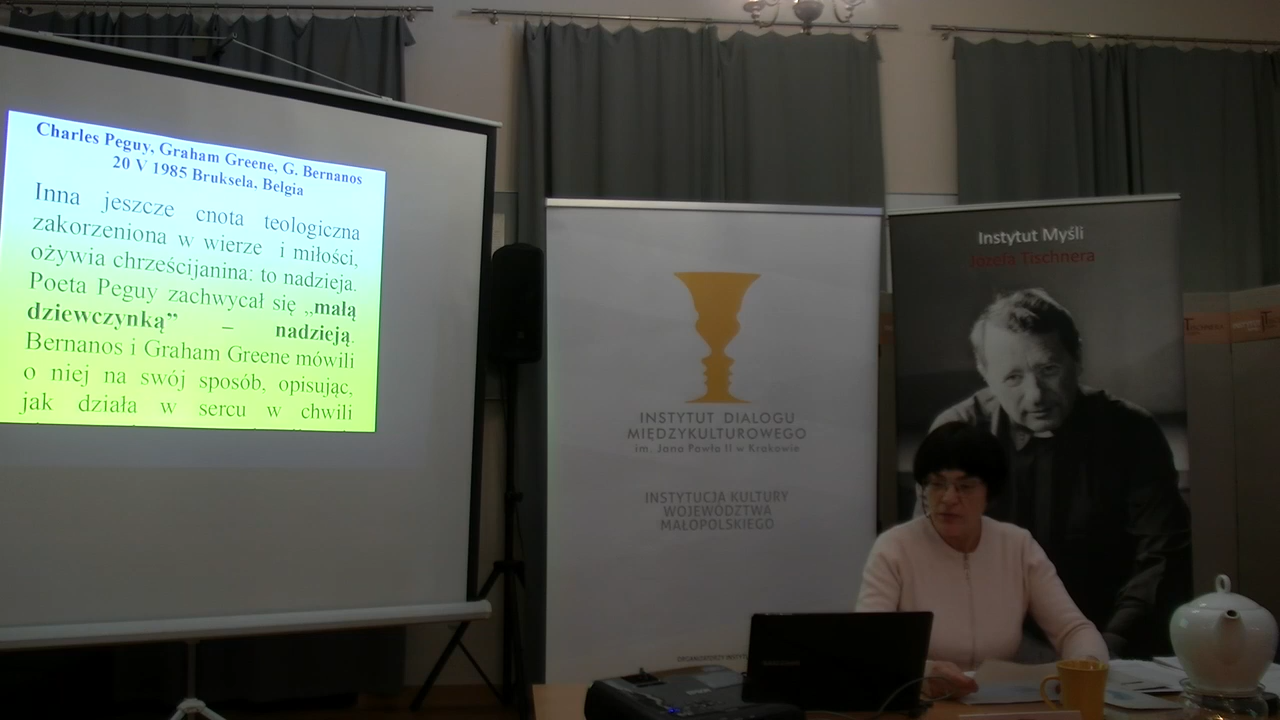 Charles Peguy, Graham Greene, G. Bernanos
20 V 1985 Bruksela, Belgia
Inna jeszcze cnota teologiczna
zakorzeniona w wierze i miłości,
ożywia chrześcijanina: to nadzieja.
Poeta Peguy zachwycał się „małą
dziewczynką” – nadzieją.
Bernanos i Graham Greene mówili
o niej na swój sposób, opisując,
jak działa w sercu w chwili
INSTYTUT DIALOGU
MIĘDZYKULTUROWEGO
im. Jana Pawła II w Krakowie
INSTYTUCJA KULTURY
WOJEWÓDZTWA
MAŁOPOLSKIEGO
Instytut Myśli
Józefa Tischnera